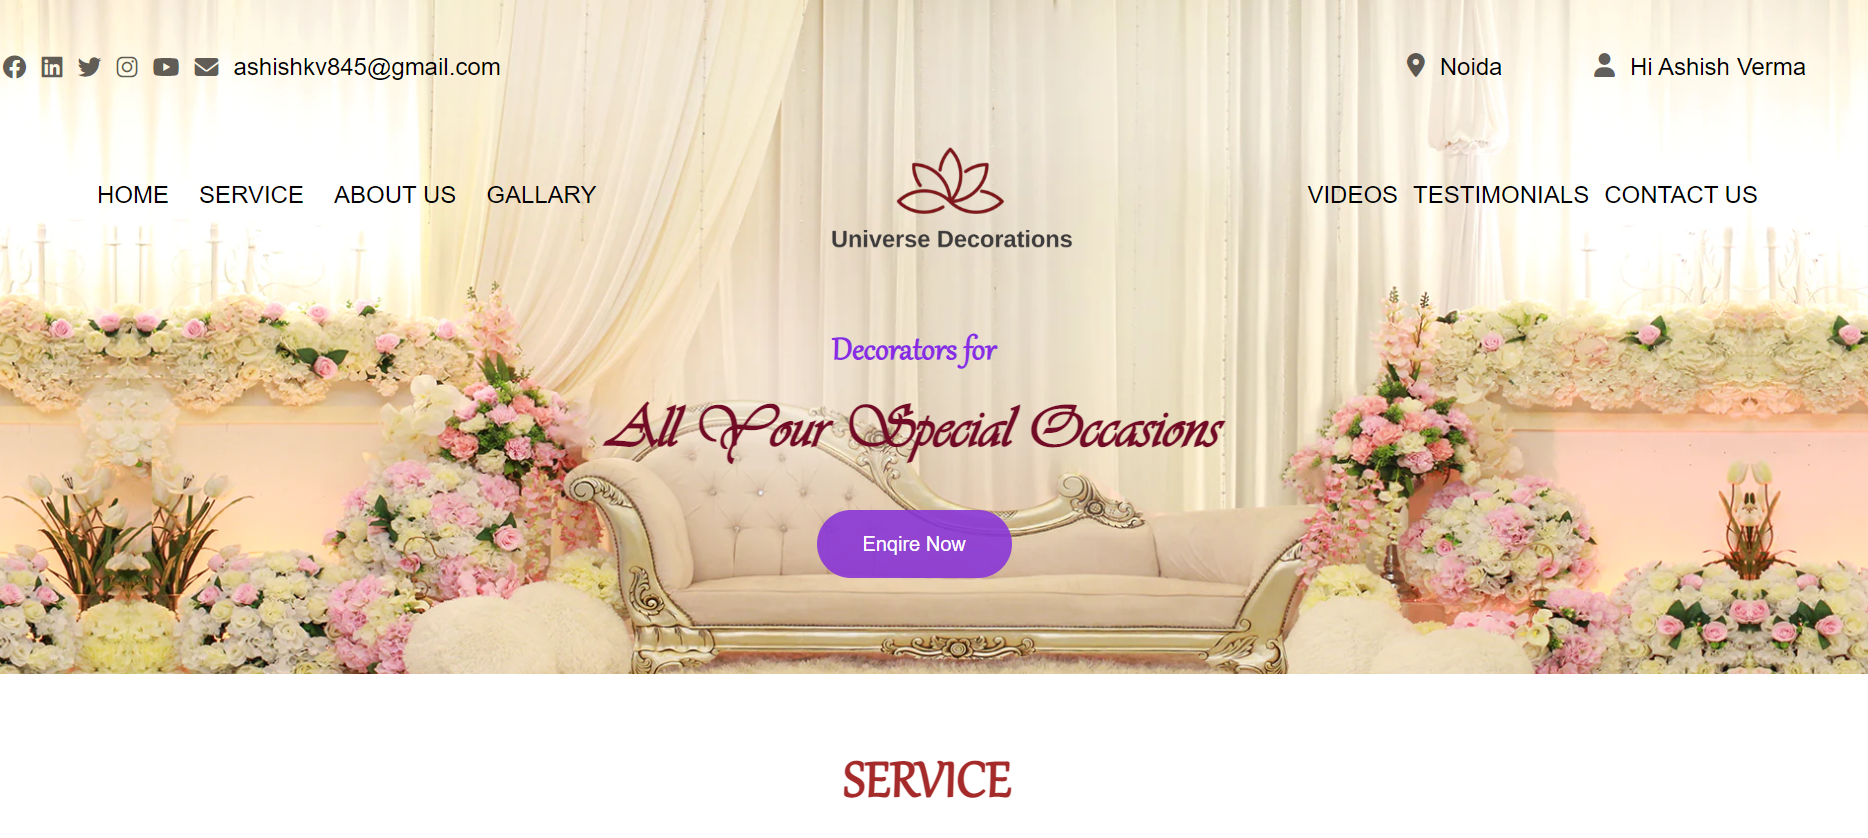 ashishkv845@gmail.com
Noida
Hi Ashish Verma
HOME SERVICE ABOUT US GALLARY
VIDEOS TESTIMONIALS CONTACT US
Universe Decorations
Decorators for
All Your Special Occasions
Enqire Now
SERVICE